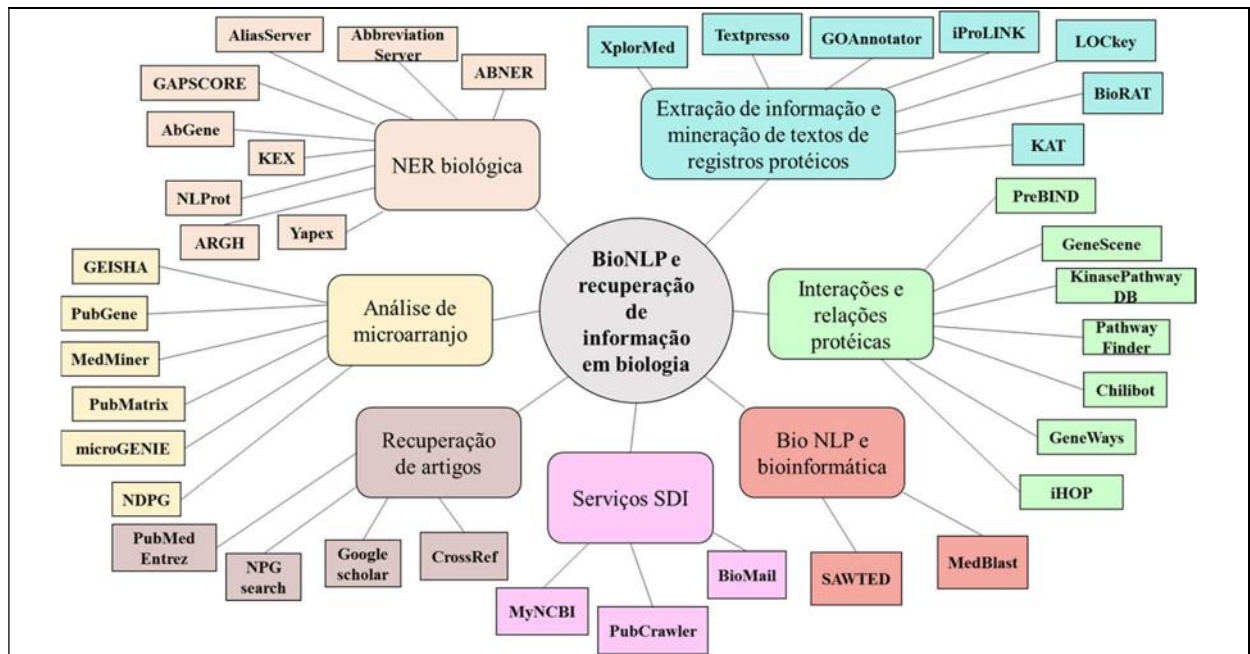 AliasServer
Abbreviation
Server
ABNER
GAPSCORE
AbGene
KEX
NLProt
ARGH
Yapex
NER biológica
XplorMed
Textpresso
GOAnnotator
iProLINK
LOCkey
BioRAT
KAT
Extração de informação e
mineração de textos de
registros protéicos
BioNLP e
recuperação
de
informação
em biologia
GEISHA
PubGene
MedMiner
PubMatrix
microGENIE
NDPG
Análise de
microarranjo
PreBIND
GeneScene
KinasePathway
DB
Pathway
Finder
Chilibot
GeneWays
iHOP
Interações e
relações
protéicas
Recuperação
de artigos
PubMed
Entrez
NPG
search
Google
scholar
CrossRef
Serviços SDI
MyNCBI
PubCrawler
BioMail
Bio NLP e
bioinformática
SAWTED
MedBlast